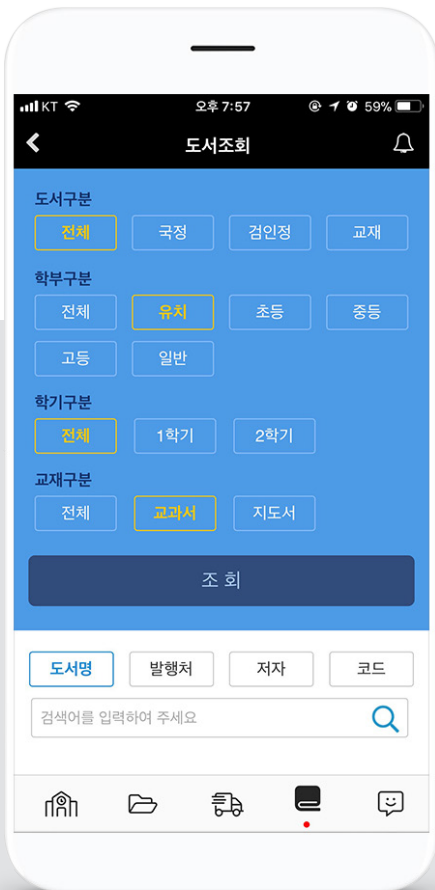 KT 오후 7:57 59%
도서조회
도서구분
전체 국정 검인정 교재
학부구분
전체 유치 초등 중등
고등 일반
학기구분
전체 1학기 2학기
교재구분
전체 교과서 지도서
조 회
도서명 발행처 저자 코드
검색어를 입력하여 주세요